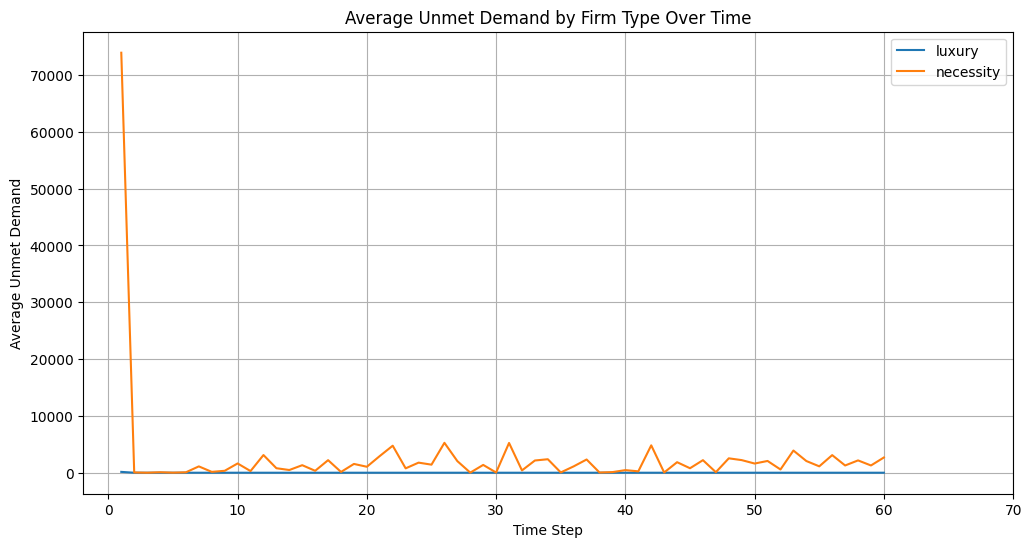 Average Unmet Demand by Firm Type Over Time
luxury
necessity
Average Unmet Demand
70000
60000
50000
40000
30000
20000
10000
0
0 10 20 30 40 50 60 70
Time Step